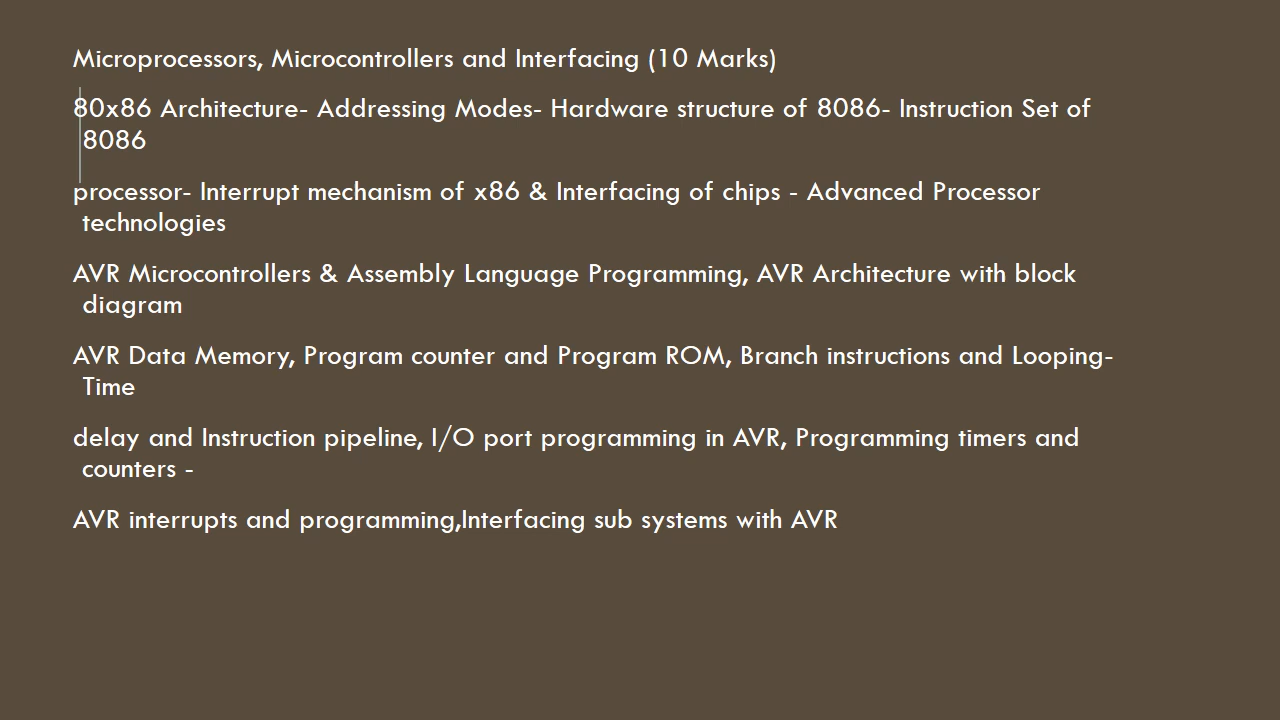 Microprocessors, Microcontrollers and Interfacing (10 Marks)
80x86 Architecture- Addressing Modes- Hardware structure of 8086- Instruction Set of
8086
processor- Interrupt mechanism of x86 & Interfacing of chips - Advanced Processor
technologies
AVR Microcontrollers & Assembly Language Programming, AVR Architecture with block
diagram
AVR Data Memory, Program counter and Program ROM, Branch instructions and Looping-
Time
delay and Instruction pipeline, I/O port programming in AVR, Programming timers and
counters -
AVR interrupts and programming,Interfacing sub systems with AVR